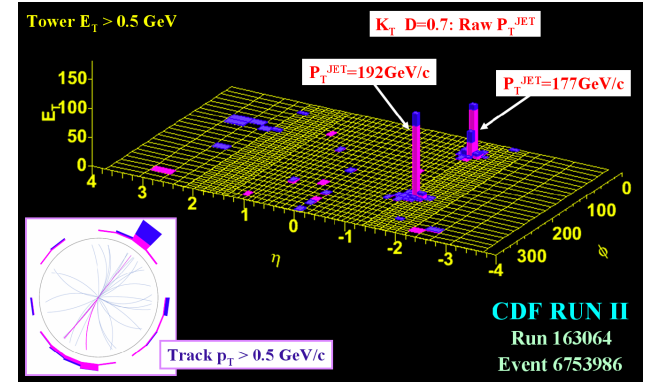 Tower E_T > 0.5 GeV
K_T D=0.7: Raw P_T^JET
P_T^JET=192GeV/c
P_T^JET=177GeV/c
E_T
150
100
50
0
4
3
2
1
0
-1
-2
-3
-4
η
0
100
200
300
φ
CDF RUN II
Run 163064
Event 6753986
Track p_T > 0.5 GeV/c